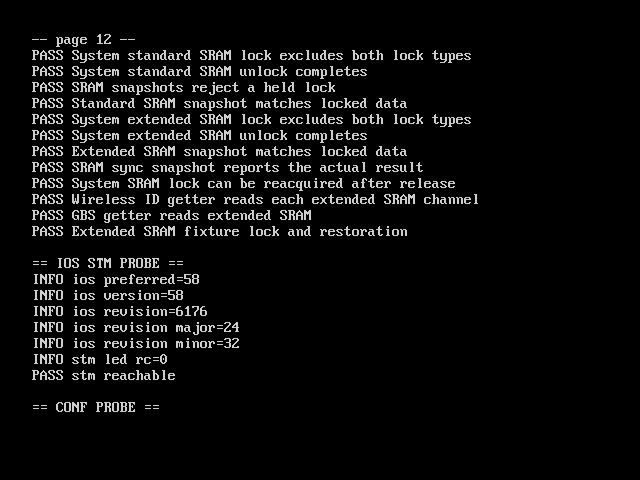 -- page 12 --
PASS System standard SRAM lock excludes both lock types
PASS System standard SRAM unlock completes
PASS SRAM snapshots reject a held lock
PASS Standard SRAM snapshot matches locked data
PASS System extended SRAM lock excludes both lock types
PASS System extended SRAM unlock completes
PASS Extended SRAM snapshot matches locked data
PASS SRAM sync snapshot reports the actual result
PASS System SRAM lock can be reacquired after release
PASS Wireless ID getter reads each extended SRAM channel
PASS GBS getter reads extended SRAM
PASS Extended SRAM fixture lock and restoration
== IOS STM PROBE ==
INFO ios preferred=58
INFO ios version=58
INFO ios revision=6176
INFO ios revision major=24
INFO ios revision minor=32
INFO stm led rc=0
PASS stm reachable
== CONF PROBE ==